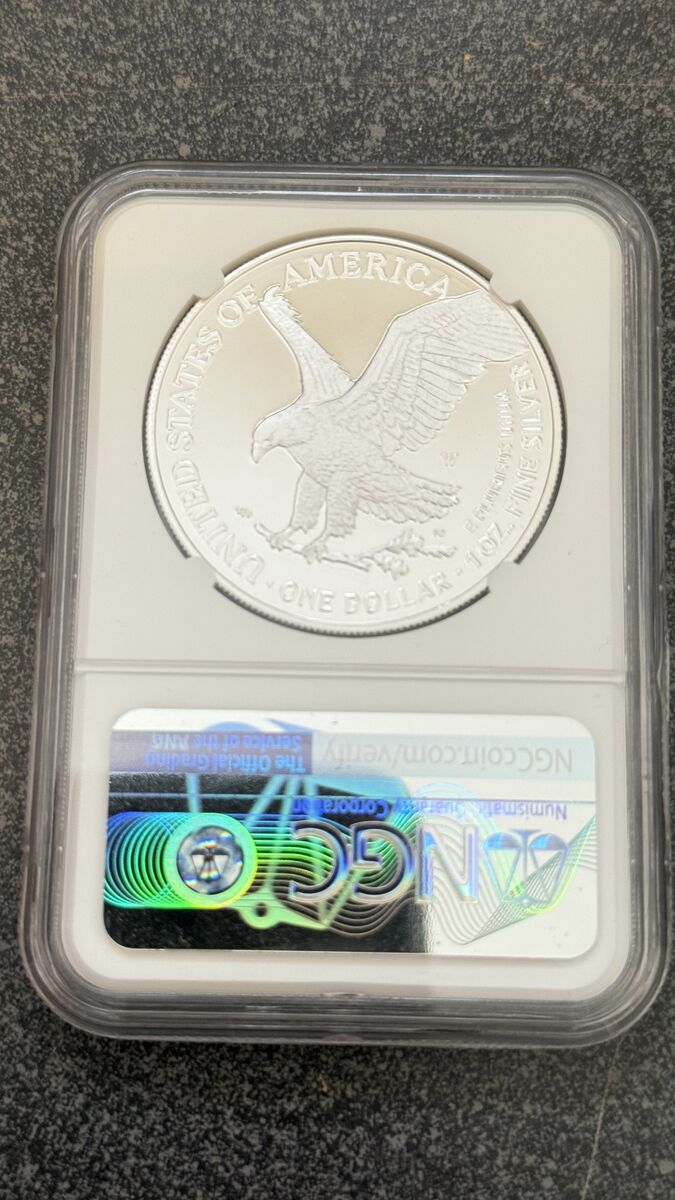 UNITED STATES OF AMERICA
W
E PLURIBUS UNUM
1 OZ. FINE SILVER
· ONE DOLLAR ·
NGC
Numismatic Guaranty
Corporation
NGCcoin.com/verify
The Official Grading
Service of the ANA